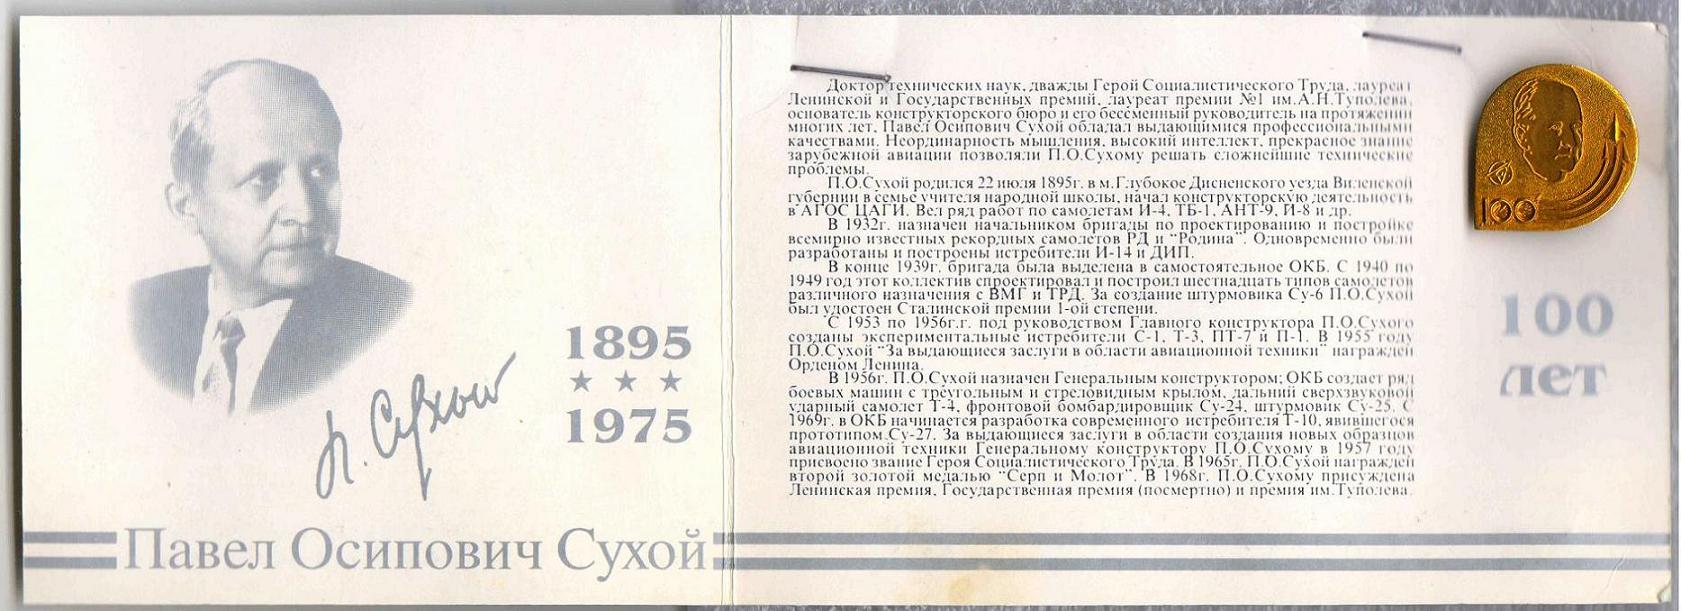 1895
1975
П. Сухой
Павел Осипович Сухой
Доктор технических наук, дважды Герой Социалистического Труда, лауреат
Ленинской и Государственных премий, лауреат премии №1 им.А.Н.Туполева,
основатель конструкторского бюро и его бессменный руководитель на протяжении
многих лет, Павел Осипович Сухой обладал выдающимися профессиональными
качествами. Неординарность мышления, высокий интеллект, прекрасное знание
зарубежной авиации позволяли П.О.Сухому решать сложнейшие технические
проблемы.
П.О.Сухой родился 22 июля 1895г. в м.Глубокое Дисненского уезда Виленской
губернии в семье учителя народной школы, начал конструкторскую деятельность
в АГОС ЦАГИ. Вел ряд работ по самолетам И-4, ТБ-1, АНТ-9, И-8 и др.
В 1932г. назначен начальником бригады по проектированию и постройке
всемирно известных рекордных самолетов РД и "Родина". Одновременно были
разработаны и построены истребители И-14 и ДИП.
В конце 1939г. бригада была выделена в самостоятельное ОКБ. С 1940 по
1949 год этот коллектив спроектировал и построил шестнадцать типов самолетов
различного назначения с ВМГ и ТРД. За создание штурмовика Су-6 П.О.Сухой
был удостоен Сталинской премии 1-ой степени.
С 1953 по 1956г.г. под руководством Главного конструктора П.О.Сухого
созданы экспериментальные истребители С-1, Т-3, ПТ-7 и П-1. В 1955 году
П.О.Сухой "За выдающиеся заслуги в области авиационной техники" награжден
Орденом Ленина.
В 1956г. П.О.Сухой назначен Генеральным конструктором; ОКБ создает ряд
боевых машин с треугольным и стреловидным крылом, дальний сверхзвуковой
ударный самолет Т-4, фронтовой бомбардировщик Су-24, штурмовик Су-25. С
1969г. в ОКБ начинается разработка современного истребителя Т-10, явившегося
прототипом Су-27. За выдающиеся заслуги в области создания новых образцов
авиационной техники Генеральному конструктору П.О.Сухому в 1957 году
присвоено звание Героя Социалистического Труда. В 1965г. П.О.Сухой награжден
второй золотой медалью "Серп и Молот". В 1968г. П.О.Сухому присуждена
Ленинская премия, Государственная премия (посмертно) и премия им.Туполева.
100
100
лет